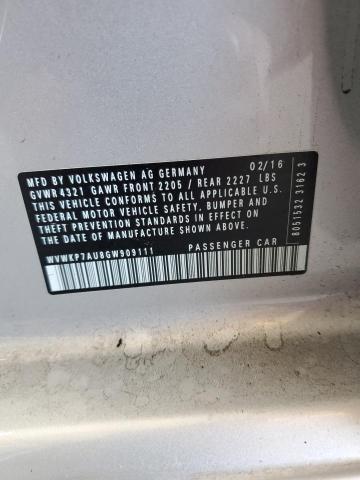 MFD BY VOLKSWAGEN AG GERMANY 02/16
GVWR 4321 GAWR FRONT 2205 / REAR 2227 LBS
THIS VEHICLE CONFORMS TO ALL APPLICABLE U.S.
FEDERAL MOTOR VEHICLE SAFETY, BUMPER AND
THEFT PREVENTION STANDARDS IN EFFECT ON
THE DATE OF MANUFACTURE SHOWN ABOVE.
WVWKP7AU8GW909111 PASSENGER CAR
8051532 3162 3